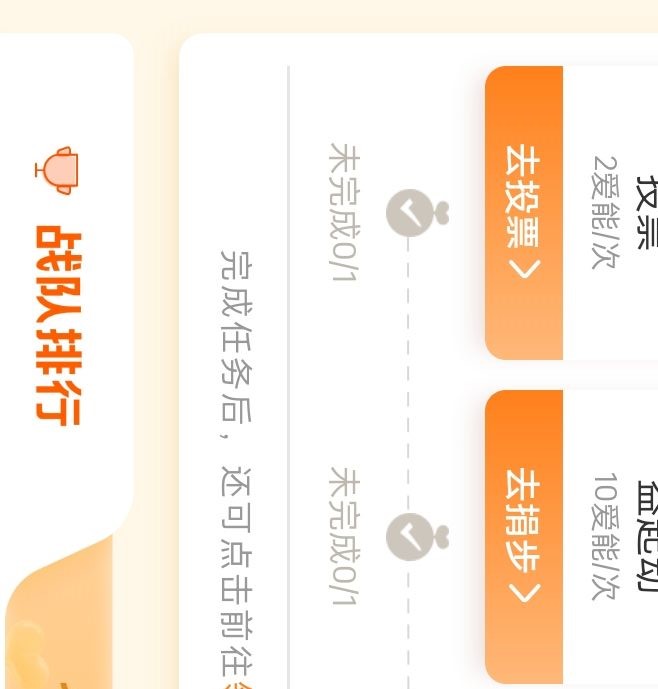 投票
益起动
2爱能/次
10爱能/次
去投票
去捐步
未完成0/1
未完成0/1
完成任务后，还可点击前往
战队排行